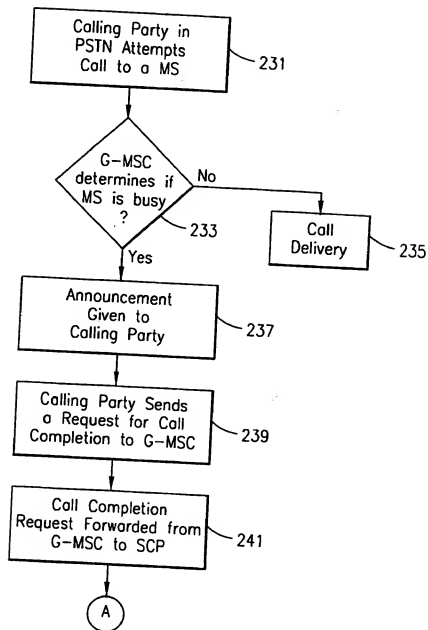 Calling Party in
PSTN Attempts
Call to a MS
231
G-MSC
determines if
MS is busy
?
No
233
Call
Delivery
235
Yes
Announcement
Given to
Calling Party
237
Calling Party Sends
a Request for Call
Completion to G-MSC
239
Call Completion
Request Forwarded from
G-MSC to SCP
241
A